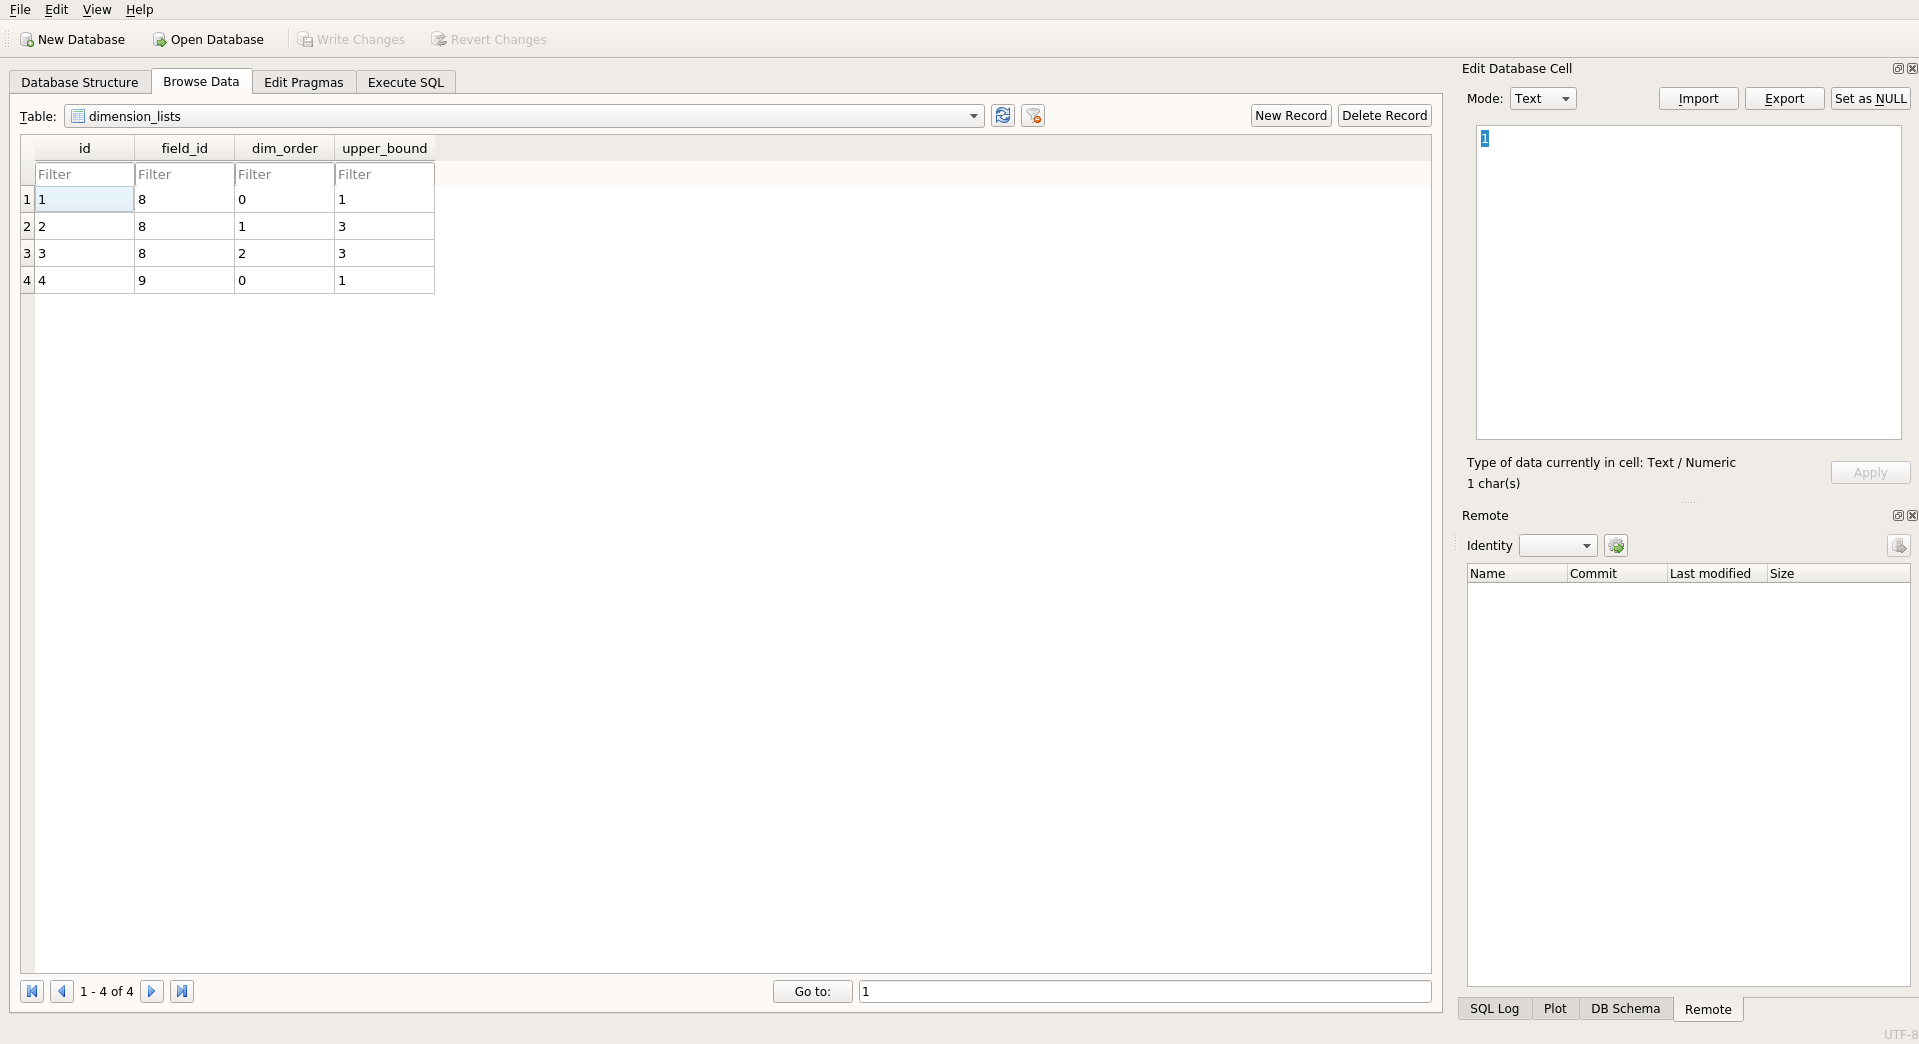 File Edit View Help
New Database Open Database Write Changes Revert Changes
Database Structure Browse Data Edit Pragmas Execute SQL
Table: dimension_lists New Record Delete Record
id field_id dim_order upper_bound
Filter Filter Filter Filter
1 1 8 0 1
2 2 8 1 3
3 3 8 2 3
4 4 9 0 1
1 - 4 of 4 Go to: 1
Edit Database Cell
Mode: Text Import Export Set as NULL
1
Type of data currently in cell: Text / Numeric
1 char(s)
Apply
Remote
Identity
Name Commit Last modified Size
SQL Log Plot DB Schema Remote
UTF-8